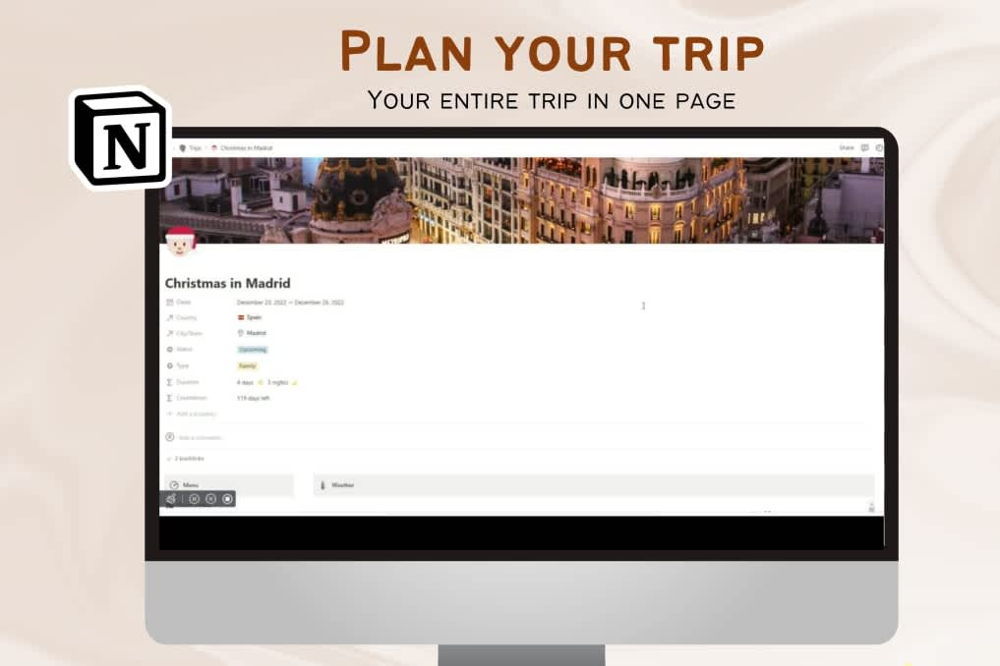 PLAN YOUR TRIP
YOUR ENTIRE TRIP IN ONE PAGE
N
Trips / Christmas in Madrid
Share
METROPOLIS
Christmas in Madrid
Dates December 23, 2022 → December 26, 2022
Country Spain
City/Town Madrid
Status Upcoming
Type Family
Duration 4 days 3 nights
Countdown 119 days left
+ Add a property
Add a comment...
2 backlinks
Menu
Weather